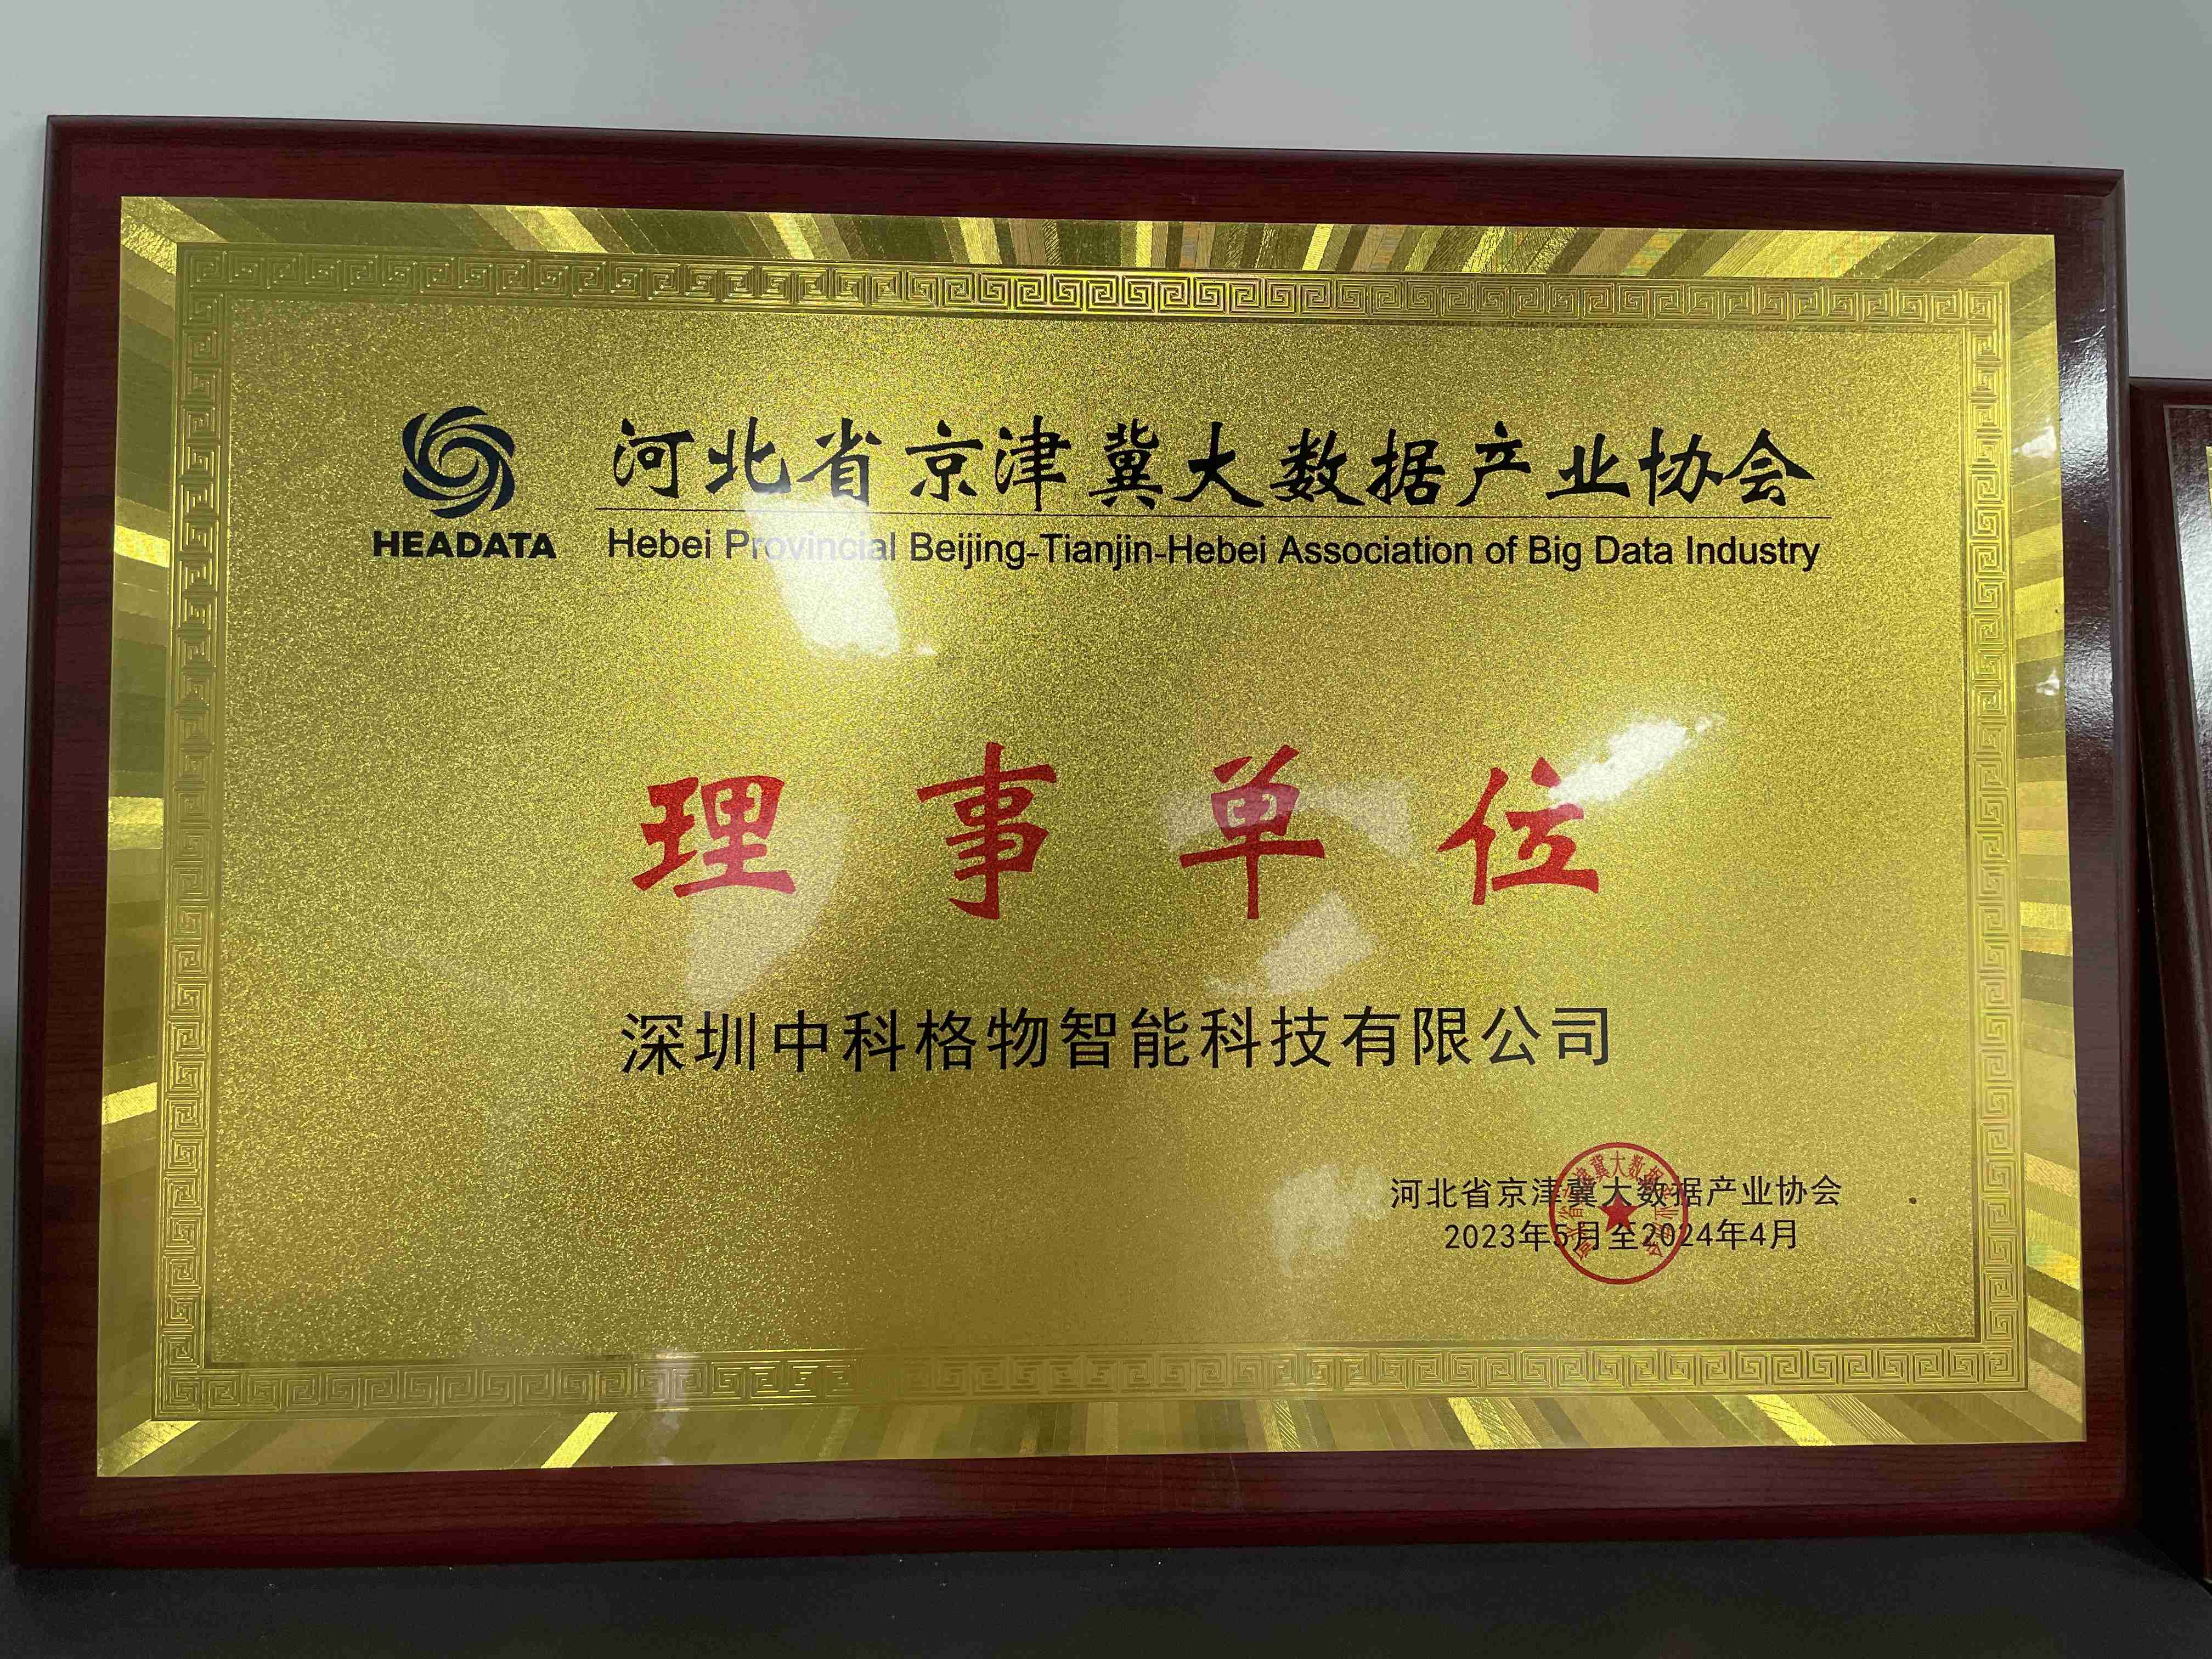 河北省京津冀大数据产业协会
HEADATA
Hebei Provincial Beijing-Tianjin-Hebei Association of Big Data Industry
理事单位
深圳中科格物智能科技有限公司
河北省京津冀大数据产业协会
2023年5月至2024年4月